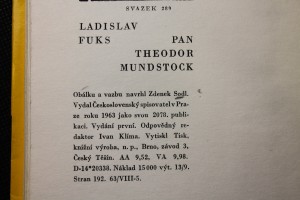 SVAZEK 209
LADISLAV
FUKS PAN
THEODOR
MUNDSTOCK
Obálku a vazbu navrhl Zdenek Seydl.
Vydal Československý spisovatel v Pra-
ze roku 1963 jako svou 2078. publi-
kaci. Vydání první. Odpovědný re-
daktor Ivan Klíma. Vytiskl Tisk,
knižní výroba, n. p., Brno, závod 3,
Český Těšín. AA 9,52, VA 9,98.
D-14*20338. Náklad 15 000 výt. 13/9.
Stran 192. 63/VIII-5.